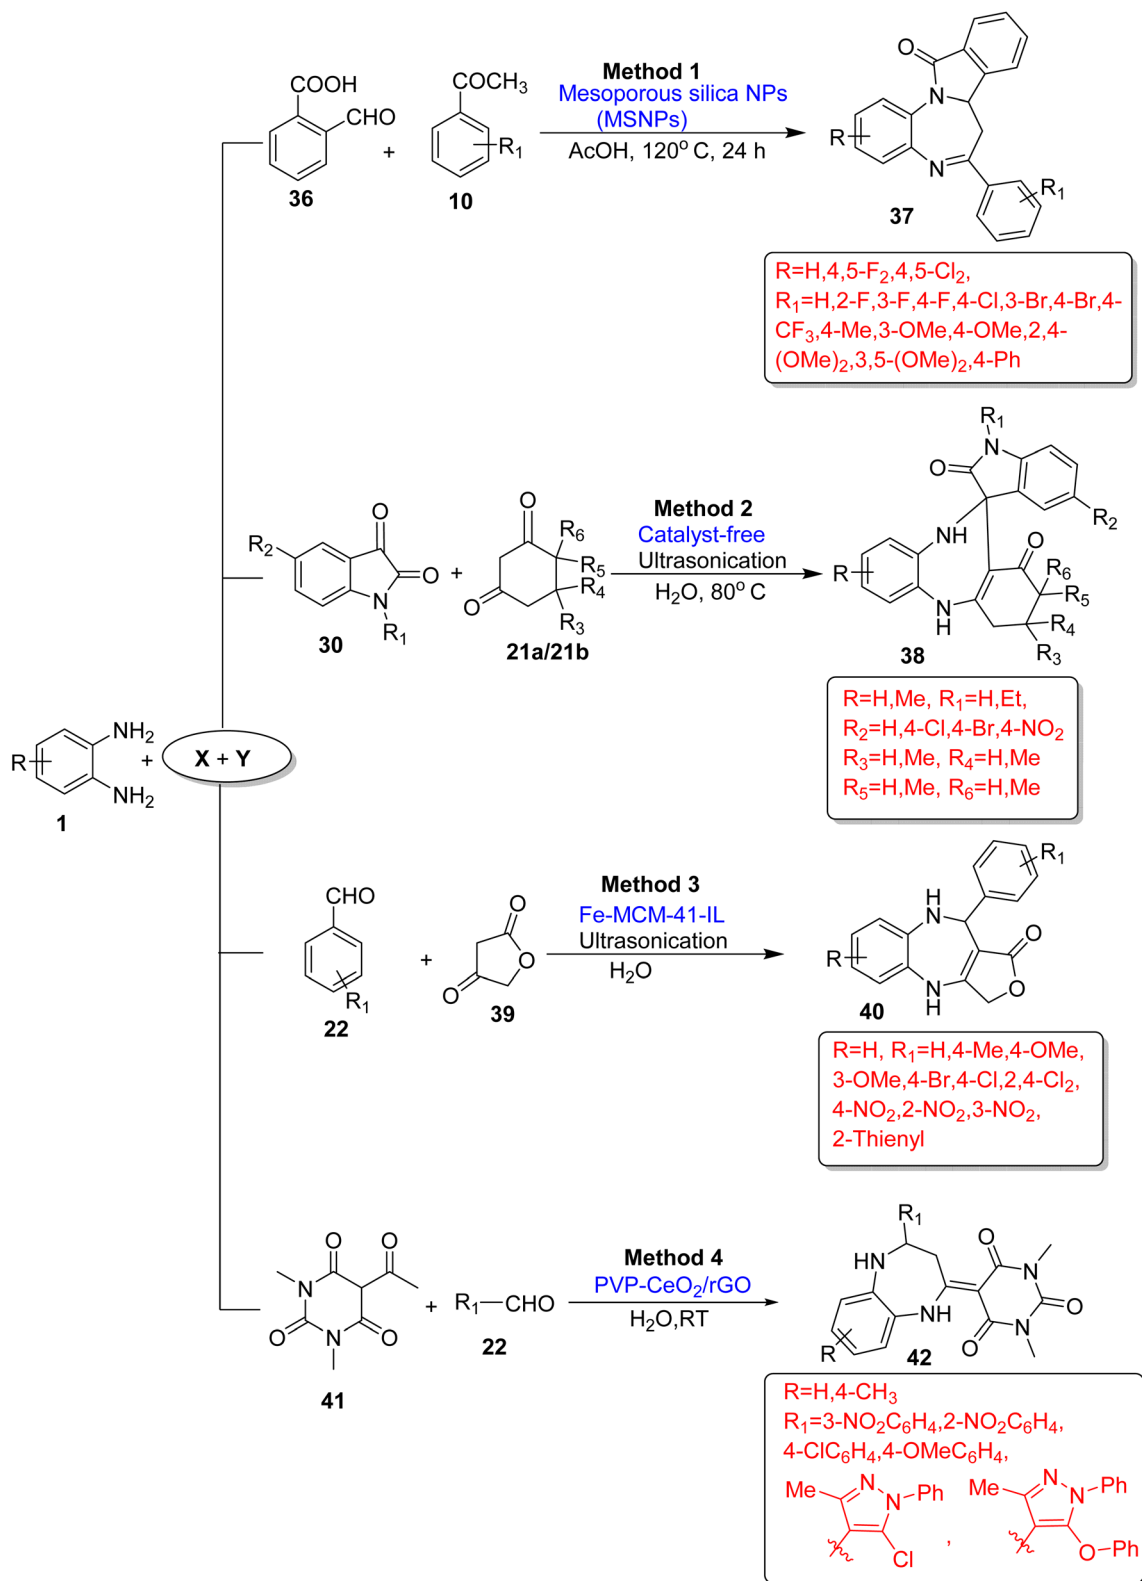 COOH
CHO
36
+
COCH₃
R₁
10
Method 1
Mesoporous silica NPs
(MSNPs)
AcOH, 120° C, 24 h
O
N
N
R
R₁
37
R=H,4,5-F₂,4,5-Cl₂,
R₁=H,2-F,3-F,4-F,4-Cl,3-Br,4-Br,4-
CF₃,4-Me,3-OMe,4-OMe,2,4-
(OMe)₂,3,5-(OMe)₂,4-Ph
R₂
O
O
N
R₁
30
+
O
O
R₆
R₅
R₄
R₃
21a/21b
Method 2
Catalyst-free
Ultrasonication
H₂O, 80° C
R₁
N
O
R₂
NH
O
R
N
H
R₆
R₅
R₄
R₃
38
R=H,Me, R₁=H,Et,
R₂=H,4-Cl,4-Br,4-NO₂
R₃=H,Me, R₄=H,Me
R₅=H,Me, R₆=H,Me
R
NH₂
NH₂
1
+
X + Y
CHO
R₁
22
+
O
O
O
39
Method 3
Fe-MCM-41-IL
Ultrasonication
H₂O
R₁
H
N
R
N
H
O
O
40
R=H, R₁=H,4-Me,4-OMe,
3-OMe,4-Br,4-Cl,2,4-Cl₂,
4-NO₂,2-NO₂,3-NO₂,
2-Thienyl
O
O
N
O
N
O
41
+
R₁—CHO
22
Method 4
PVP-CeO₂/rGO
H₂O,RT
R₁
HN
NH
R
O
N
O
N
O
42
R=H,4-CH₃
R₁=3-NO₂C₆H₄,2-NO₂C₆H₄,
4-ClC₆H₄,4-OMeC₆H₄,
Me
N
N
Ph
Cl
,
Me
N
N
Ph
O
Ph